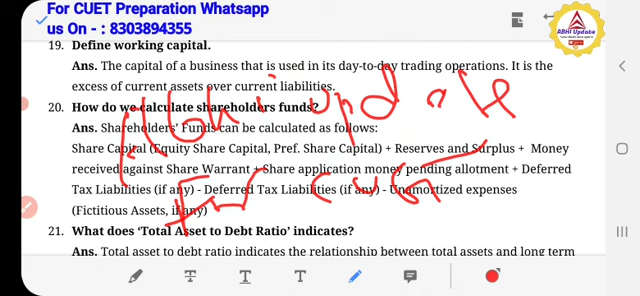 For CUET Preparation Whatsapp
us On - : 8303894355
ABHI Update
19. Define working capital.
Ans. The capital of a business that is used in its day-to-day trading operations. It is the
excess of current assets over current liabilities.
20. How do we calculate shareholders funds?
Ans. Shareholders' Funds can be calculated as follows:
Share Capital (Equity Share Capital, Pref. Share Capital) + Reserves and Surplus + Money
received against Share Warrant + Share application money pending allotment + Deferred
Tax Liabilities (if any) - Deferred Tax Liabilities (if any) - Unamortized expenses
(Fictitious Assets, if any)
Abhi update
For CUET
21. What does 'Total Asset to Debt Ratio' indicates?
Ans. Total asset to debt ratio indicates the relationship between total assets and long term
T T T